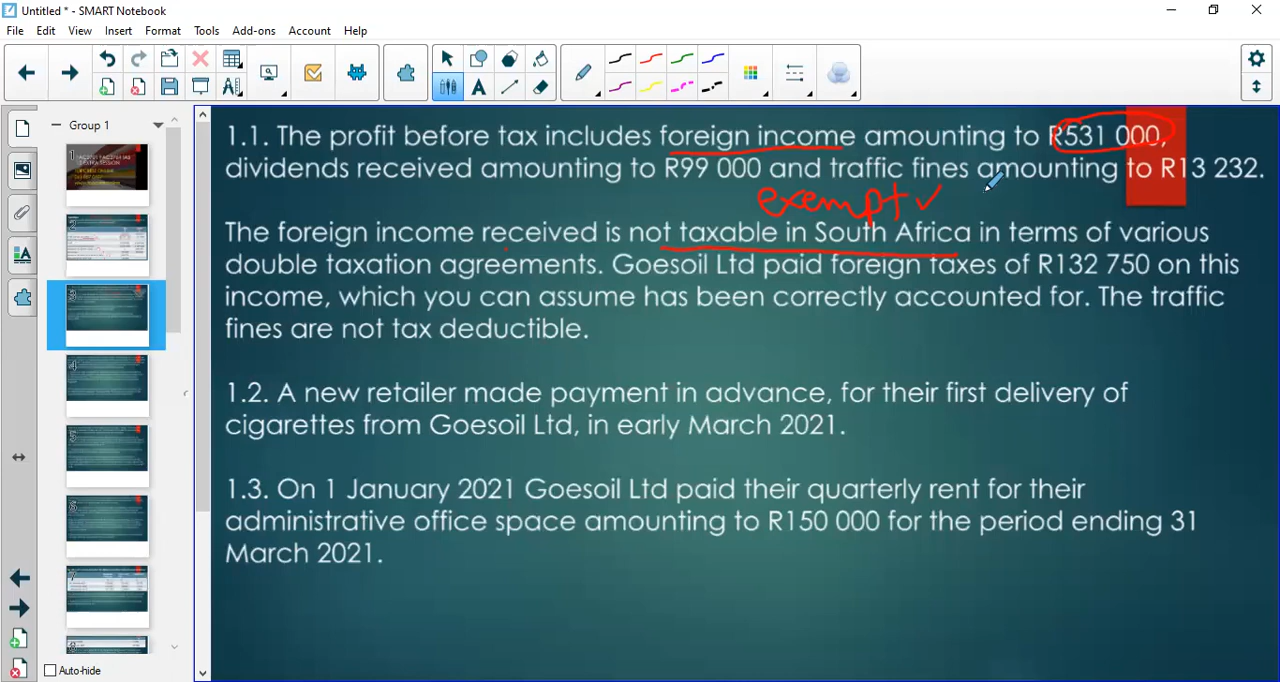 Untitled * - SMART Notebook
File Edit View Insert Format Tools Add-ons Account Help
Group 1
1.1. The profit before tax includes foreign income amounting to R531 000,
dividends received amounting to R99 000 and traffic fines amounting to R13 232.
exempt
The foreign income received is not taxable in South Africa in terms of various
double taxation agreements. Goesoil Ltd paid foreign taxes of R132 750 on this
income, which you can assume has been correctly accounted for. The traffic
fines are not tax deductible.
1.2. A new retailer made payment in advance, for their first delivery of
cigarettes from Goesoil Ltd, in early March 2021.
1.3. On 1 January 2021 Goesoil Ltd paid their quarterly rent for their
administrative office space amounting to R150 000 for the period ending 31
March 2021.
1
2
3
4
5
6
7
Auto-hide